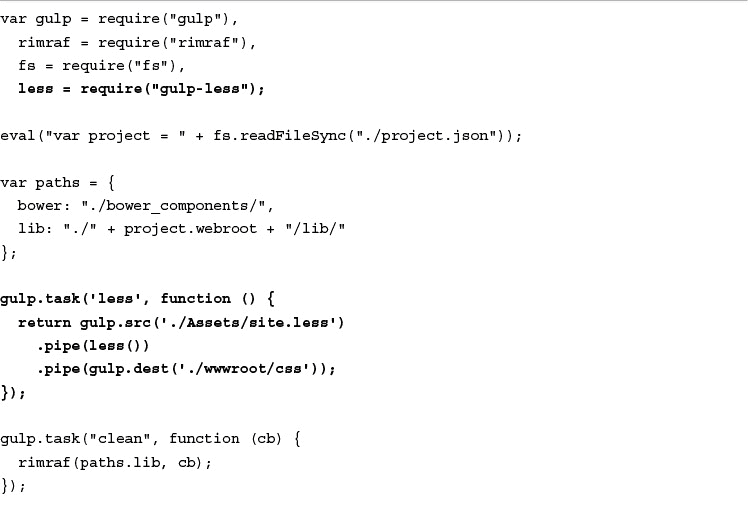 var gulp = require("gulp"),
  rimraf = require("rimraf"),
  fs = require("fs"),
  less = require("gulp-less");

eval("var project = " + fs.readFileSync("./project.json"));

var paths = {
  bower: "./bower_components/",
  lib: "./" + project.webroot + "/lib/"
};

gulp.task('less', function () {
  return gulp.src('./Assets/site.less')
    .pipe(less())
    .pipe(gulp.dest('./wwwroot/css'));
});

gulp.task("clean", function (cb) {
  rimraf(paths.lib, cb);
});